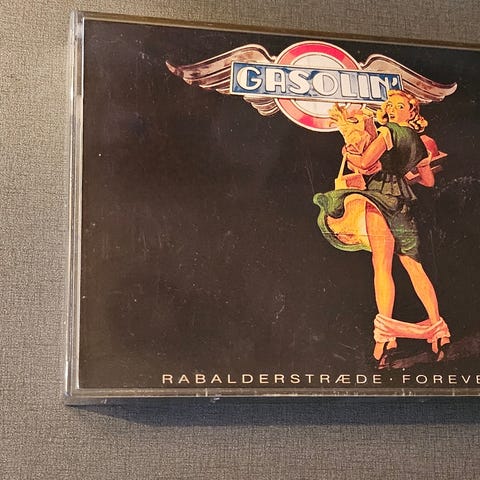 GASOLIN'
RABALDERSTRÆDE · FOREVE